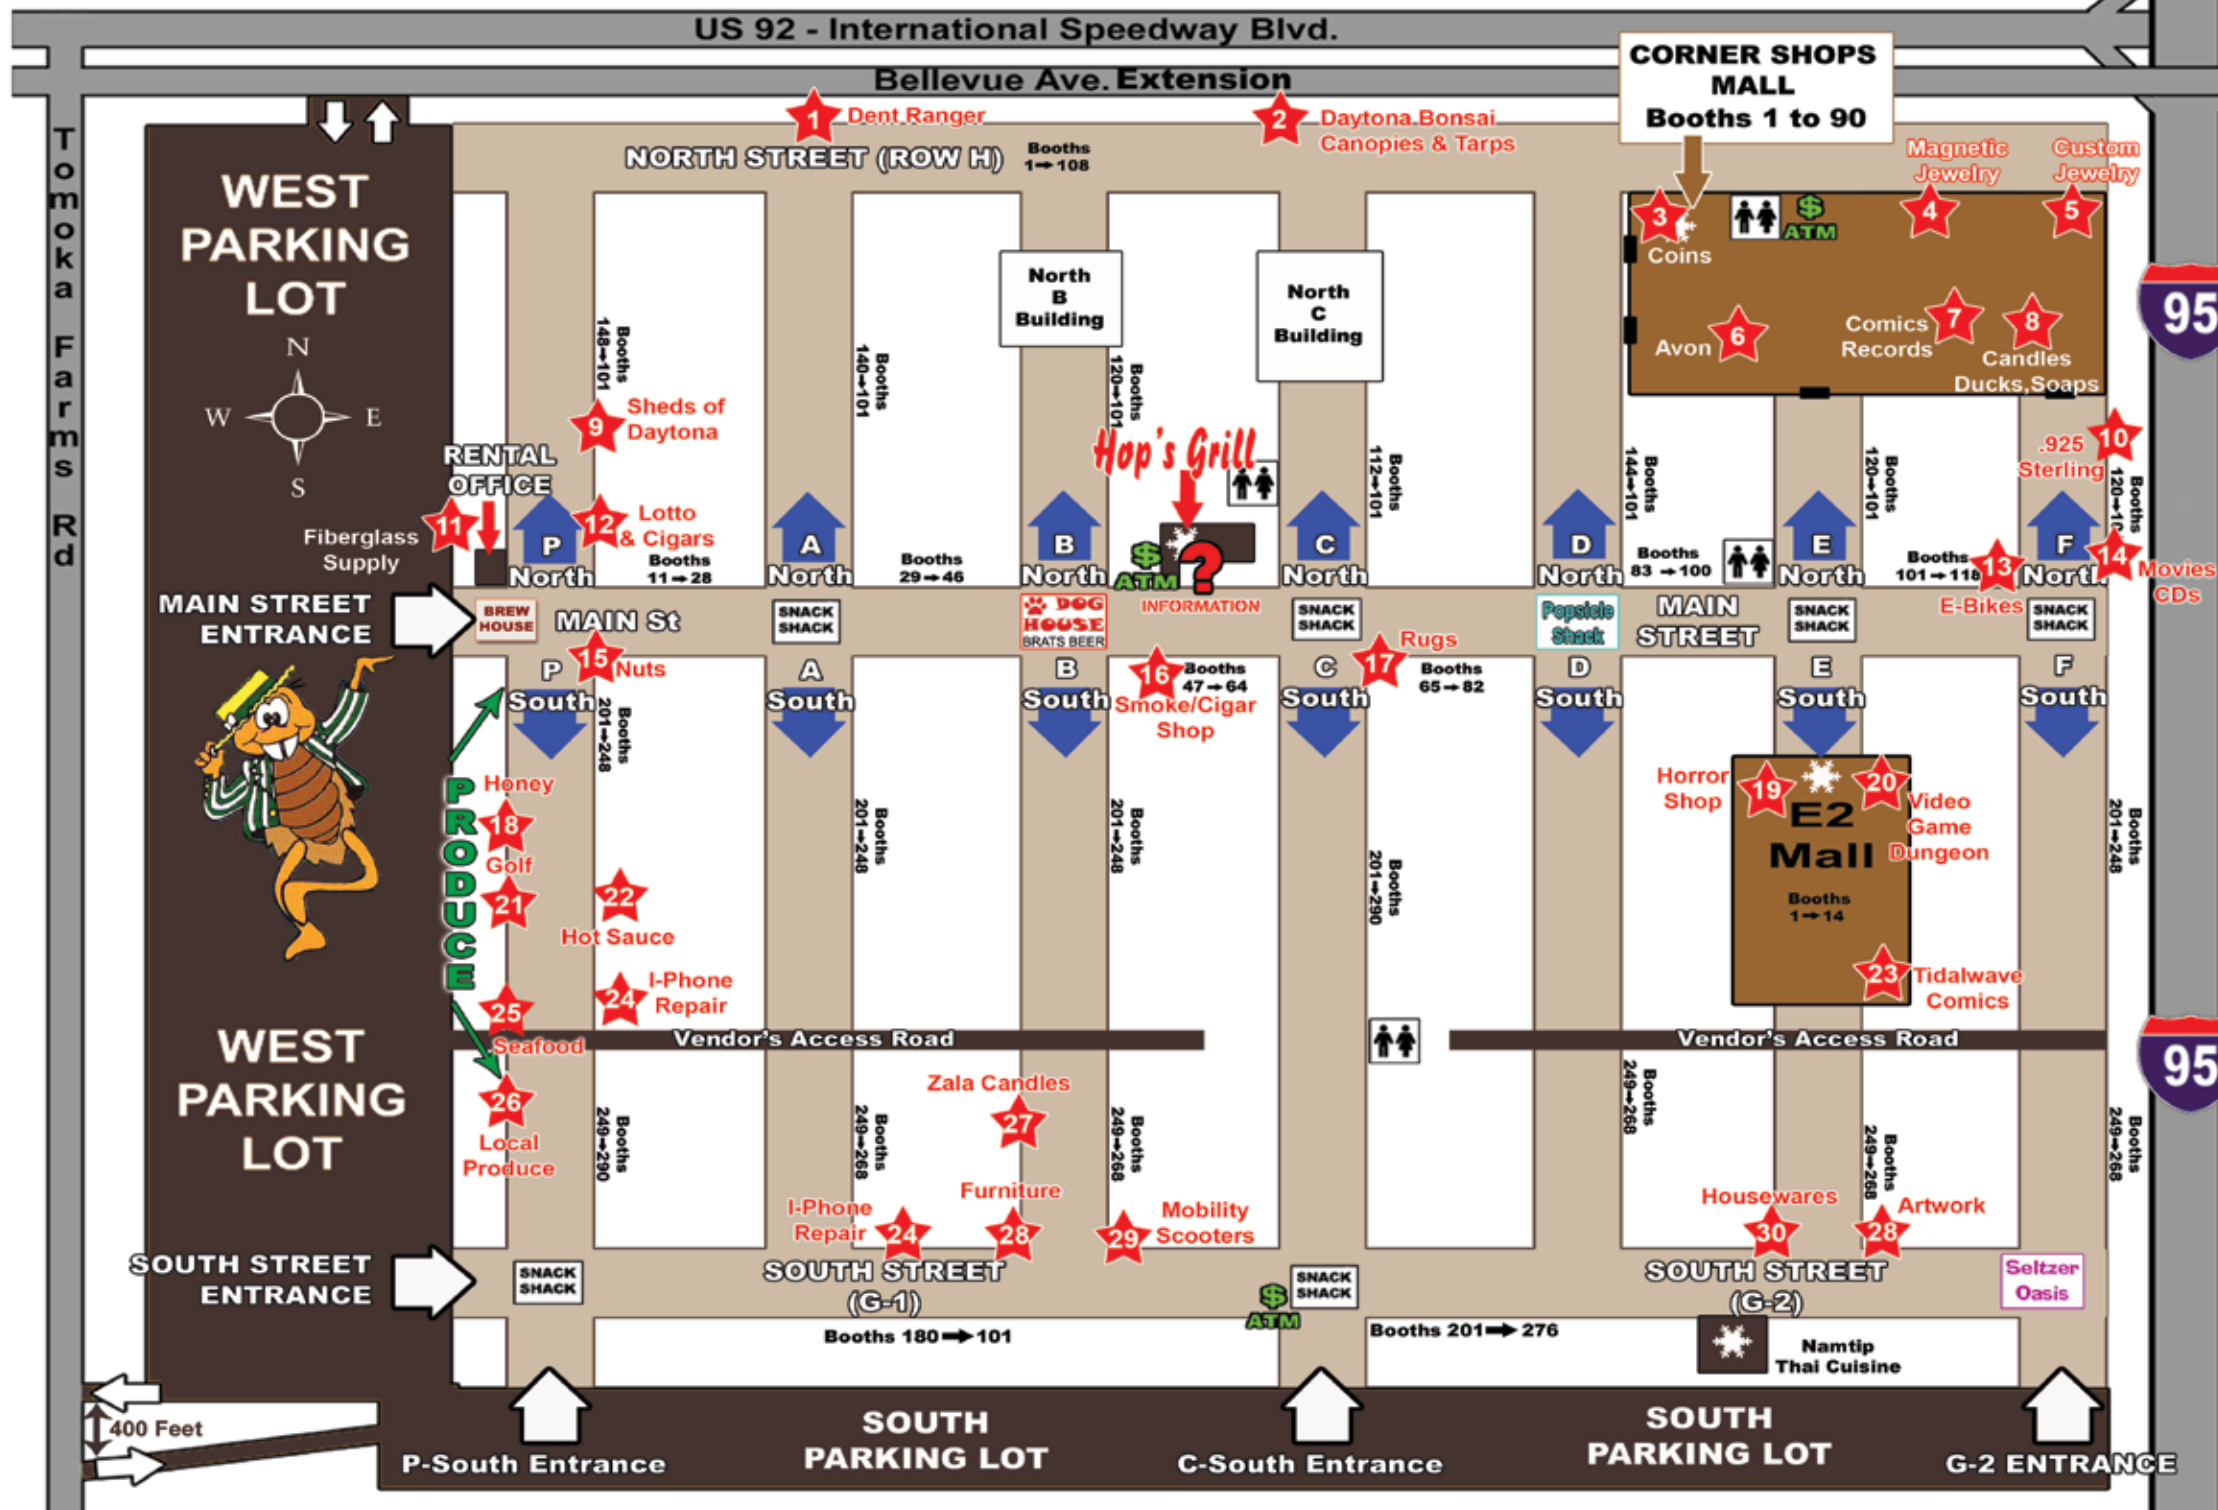 US 92 - International Speedway Blvd.
Bellevue Ave. Extension
Tomoka Farms Rd
CORNER SHOPS
MALL
Booths 1 to 90
1
Dent Ranger
2
Daytona Bonsai
Canopies & Tarps
NORTH STREET (ROW H)
Booths
1→108
WEST
PARKING
LOT
N
W
E
S
Magnetic
Jewelry
Custom
Jewelry
3
Coins
$
ATM
4
5
Avon
6
Comics
Records
7
8
Candles
Ducks,Soaps
95
North
B
Building
North
C
Building
Booths
148→101
Booths
140→101
Booths
120→101
Booths
112→101
Booths
144→101
Booths
120→101
Booths
120→10
9
Sheds of
Daytona
.925
Sterling
10
RENTAL
OFFICE
11
Fiberglass
Supply
12
Lotto
& Cigars
Booths
11→28
Booths
29→46
Hop's Grill
$
ATM
?
INFORMATION
Booths
83→100
Booths
101→118
13
E-Bikes
14
Movies
CDs
P
North
A
North
B
North
C
North
D
North
E
North
F
North
MAIN STREET
ENTRANCE
BREW
HOUSE
MAIN St
SNACK
SHACK
DOG
HOUSE
BRATS BEER
SNACK
SHACK
Popsicle
Shack
MAIN
STREET
SNACK
SHACK
SNACK
SHACK
P
South
A
South
B
South
C
South
D
South
E
South
F
South
15
Nuts
16
Booths
47→64
Smoke/Cigar
Shop
17
Rugs
Booths
65→82
Booths
201→248
Booths
201→248
Booths
201→248
Booths
201→290
Booths
201→248
PRODUCE
Honey
18
Golf
21
22
Hot Sauce
24
I-Phone
Repair
25
Seafood
26
Local
Produce
Horror
Shop
19
20
Video
Game
Dungeon
E2
Mall
Booths
1→14
23
Tidalwave
Comics
Vendor's Access Road
Vendor's Access Road
95
WEST
PARKING
LOT
Booths
249→290
Booths
249→268
Booths
249→268
Booths
249→268
Booths
249→268
Booths
249→268
Zala Candles
27
I-Phone
Repair
24
Furniture
28
29
Mobility
Scooters
Housewares
30
28
Artwork
SOUTH STREET
ENTRANCE
SNACK
SHACK
SOUTH STREET
(G-1)
$
ATM
SNACK
SHACK
SOUTH STREET
(G-2)
Seltzer
Oasis
Booths 180→101
Booths 201→276
Namtip
Thai Cuisine
400 Feet
P-South Entrance
SOUTH
PARKING LOT
C-South Entrance
SOUTH
PARKING LOT
G-2 ENTRANCE